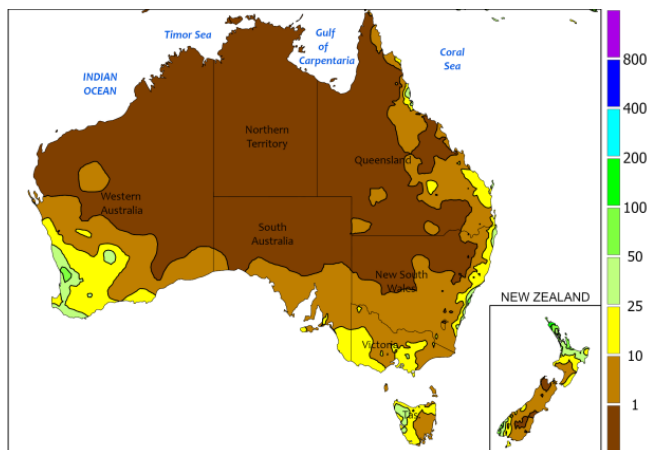 Timor Sea
Gulf
of
Carpentaria
Coral
Sea
INDIAN
OCEAN
Northern
Territory
Queensland
Western
Australia
South
Australia
New South
Wales
Victoria
Tas
NEW ZEALAND
800
400
200
100
50
25
10
1